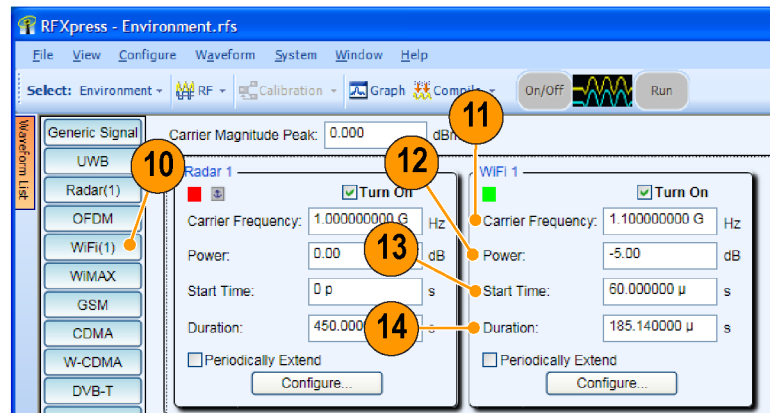 RFXpress - Environment.rfs
File View Configure Waveform System Window Help
Select: Environment RF Calibration Graph Compile On/Off Run
Waveform List
Generic Signal
UWB
Radar(1)
OFDM
WiFi(1)
WiMAX
GSM
CDMA
W-CDMA
DVB-T
10
Carrier Magnitude Peak: 0.000
11
12
13
14
Radar 1
Turn On
Carrier Frequency: 1.000000000 G Hz
Power: 0.00 dB
Start Time: 0 p s
Duration: s
Periodically Extend
Configure...
WiFi 1
Turn On
Carrier Frequency: 1.100000000 G Hz
Power: -5.00 dB
Start Time: 60.000000 µ s
Duration: 185.140000 µ s
Periodically Extend
Configure...